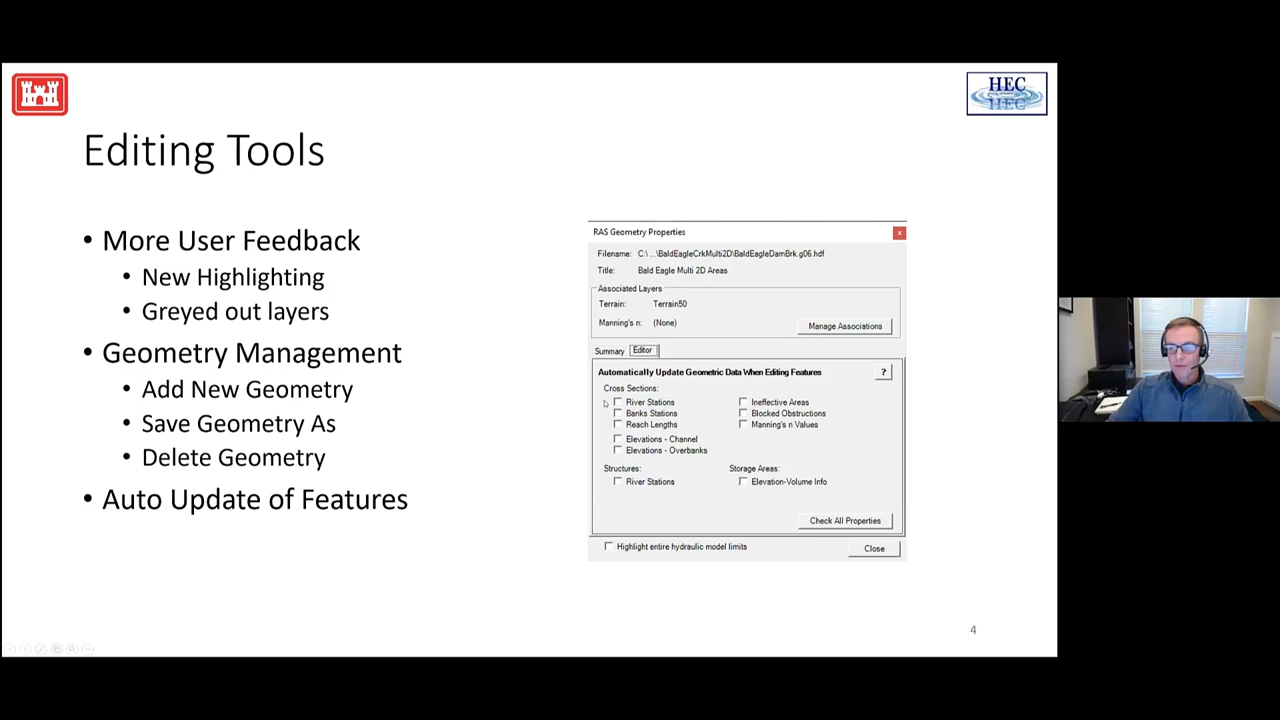 HEC
HEC
Editing Tools
• More User Feedback
• New Highlighting
• Greyed out layers
• Geometry Management
• Add New Geometry
• Save Geometry As
• Delete Geometry
• Auto Update of Features
RAS Geometry Properties
x
Filename: C:\ ...\BaldEagleCrkMulti2D\BaldEagleDamBrk.g06.hdf
Title: Bald Eagle Multi 2D Areas
Associated Layers
Terrain: Terrain50
Manning's n: (None)
Manage Associations
Summary Editor
Automatically Update Geometric Data When Editing Features ?
Cross Sections:
River Stations Ineffective Areas
Banks Stations Blocked Obstructions
Reach Lengths Manning's n Values
Elevations - Channel
Elevations - Overbanks
Structures: Storage Areas:
River Stations Elevation-Volume Info
Check All Properties
Highlight entire hydraulic model limits Close
4